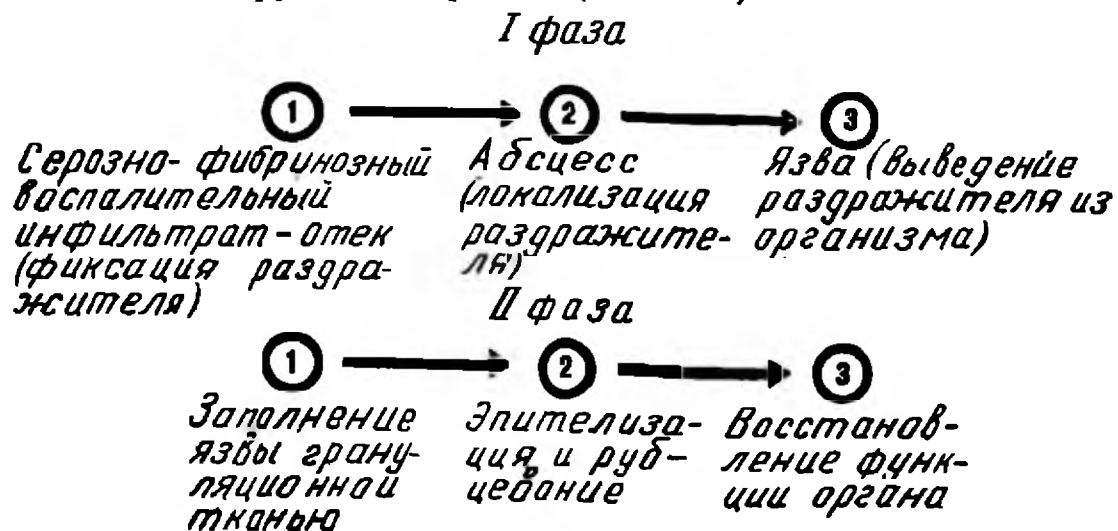 I фаза
1 2 3
Серозно-фибринозный Абсцесс Язва (выведение
воспалительный (локализация раздражителя из
инфильтрат-отек раздражите- организма)
(фиксация раздра- ля)
жителя)
II фаза
1 2 3
Заполнение Эпителиза- Восстанов-
язвы грану- ция и руб- ление функ-
ляционной цевание ции органа
тканью